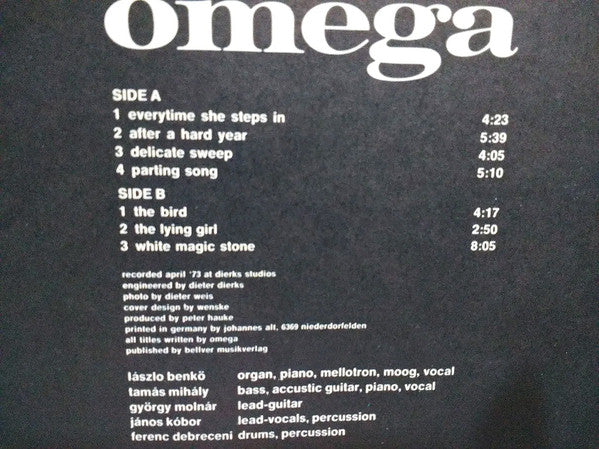 omega
SIDE A
1 everytime she steps in 4:23
2 after a hard year 5:39
3 delicate sweep 4:05
4 parting song 5:10
SIDE B
1 the bird 4:17
2 the lying girl 2:50
3 white magic stone 8:05
recorded april '73 at dierks studios
engineered by dieter dierks
photo by dieter weis
cover design by wenske
produced by peter hauke
printed in germany by johannes alt, 6369 niederdorfelden
all titles written by omega
published by bellver musikverlag
lászlo benkö organ, piano, mellotron, moog, vocal
tamás mihály bass, accustic guitar, piano, vocal
györgy molnár lead-guitar
jános kóbor lead-vocals, percussion
ferenc debreceni drums, percussion